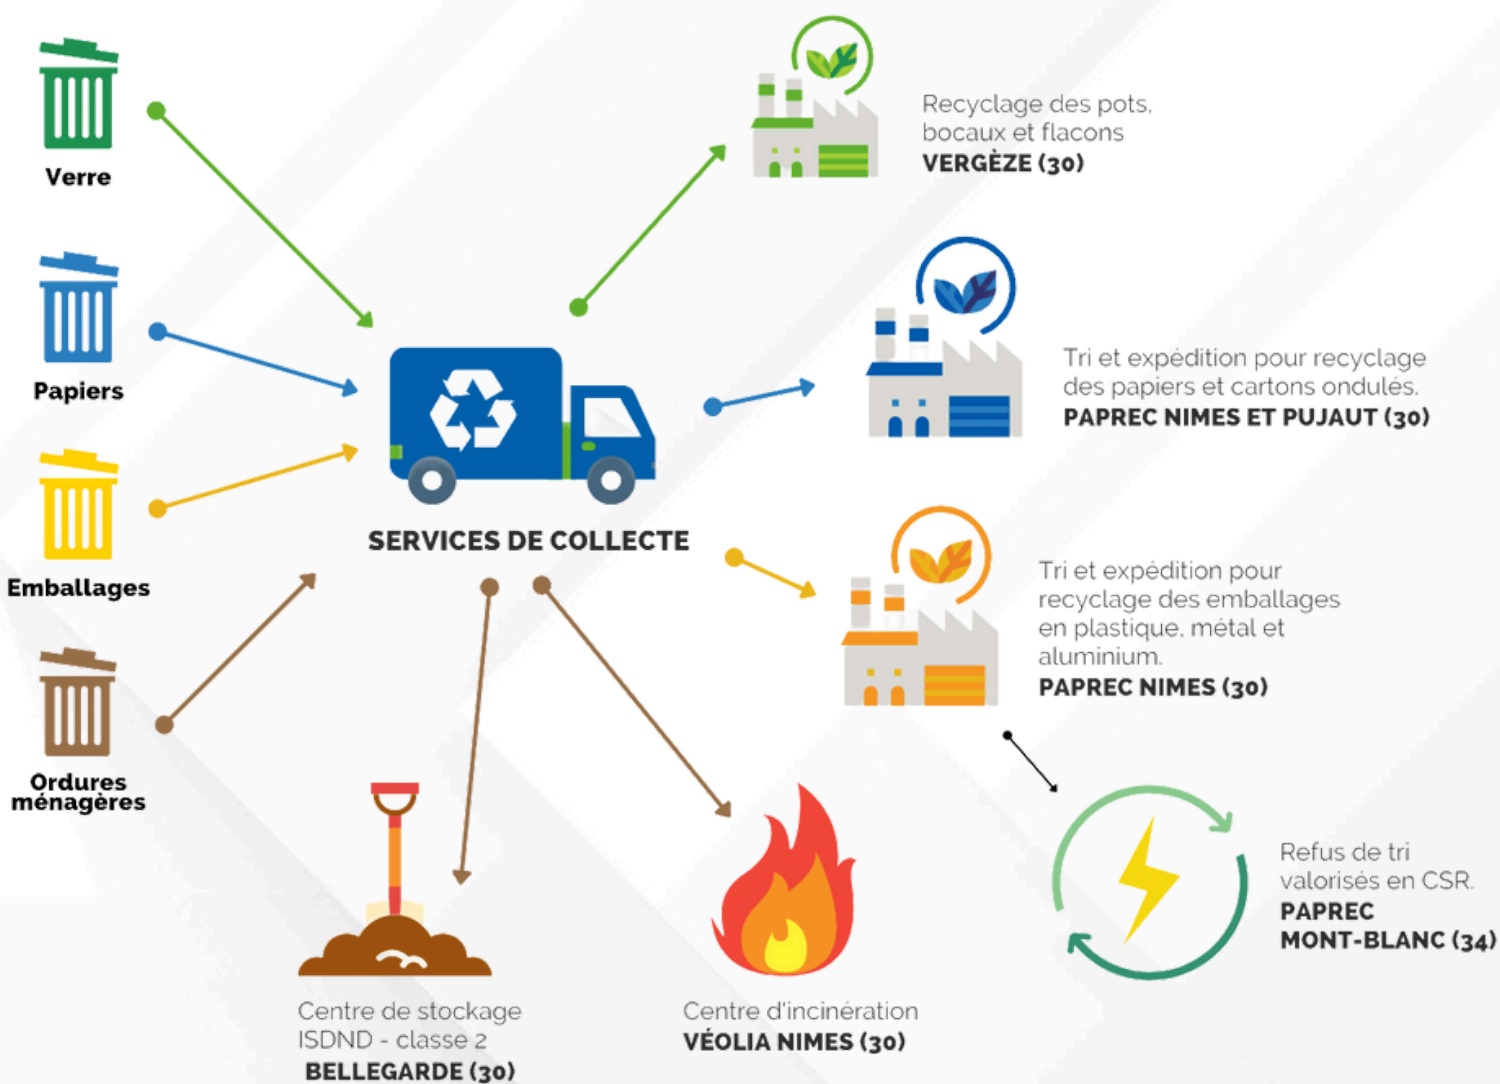 Verre
Papiers
Emballages
Ordures
ménagères
SERVICES DE COLLECTE
Recyclage des pots,
bocaux et flacons
VERGÈZE (30)
Tri et expédition pour recyclage
des papiers et cartons ondulés.
PAPREC NIMES ET PUJAUT (30)
Tri et expédition pour
recyclage des emballages
en plastique, métal et
aluminium.
PAPREC NIMES (30)
Refus de tri
valorisés en CSR.
PAPREC
MONT-BLANC (34)
Centre de stockage
ISDND - classe 2
BELLEGARDE (30)
Centre d'incinération
VÉOLIA NIMES (30)